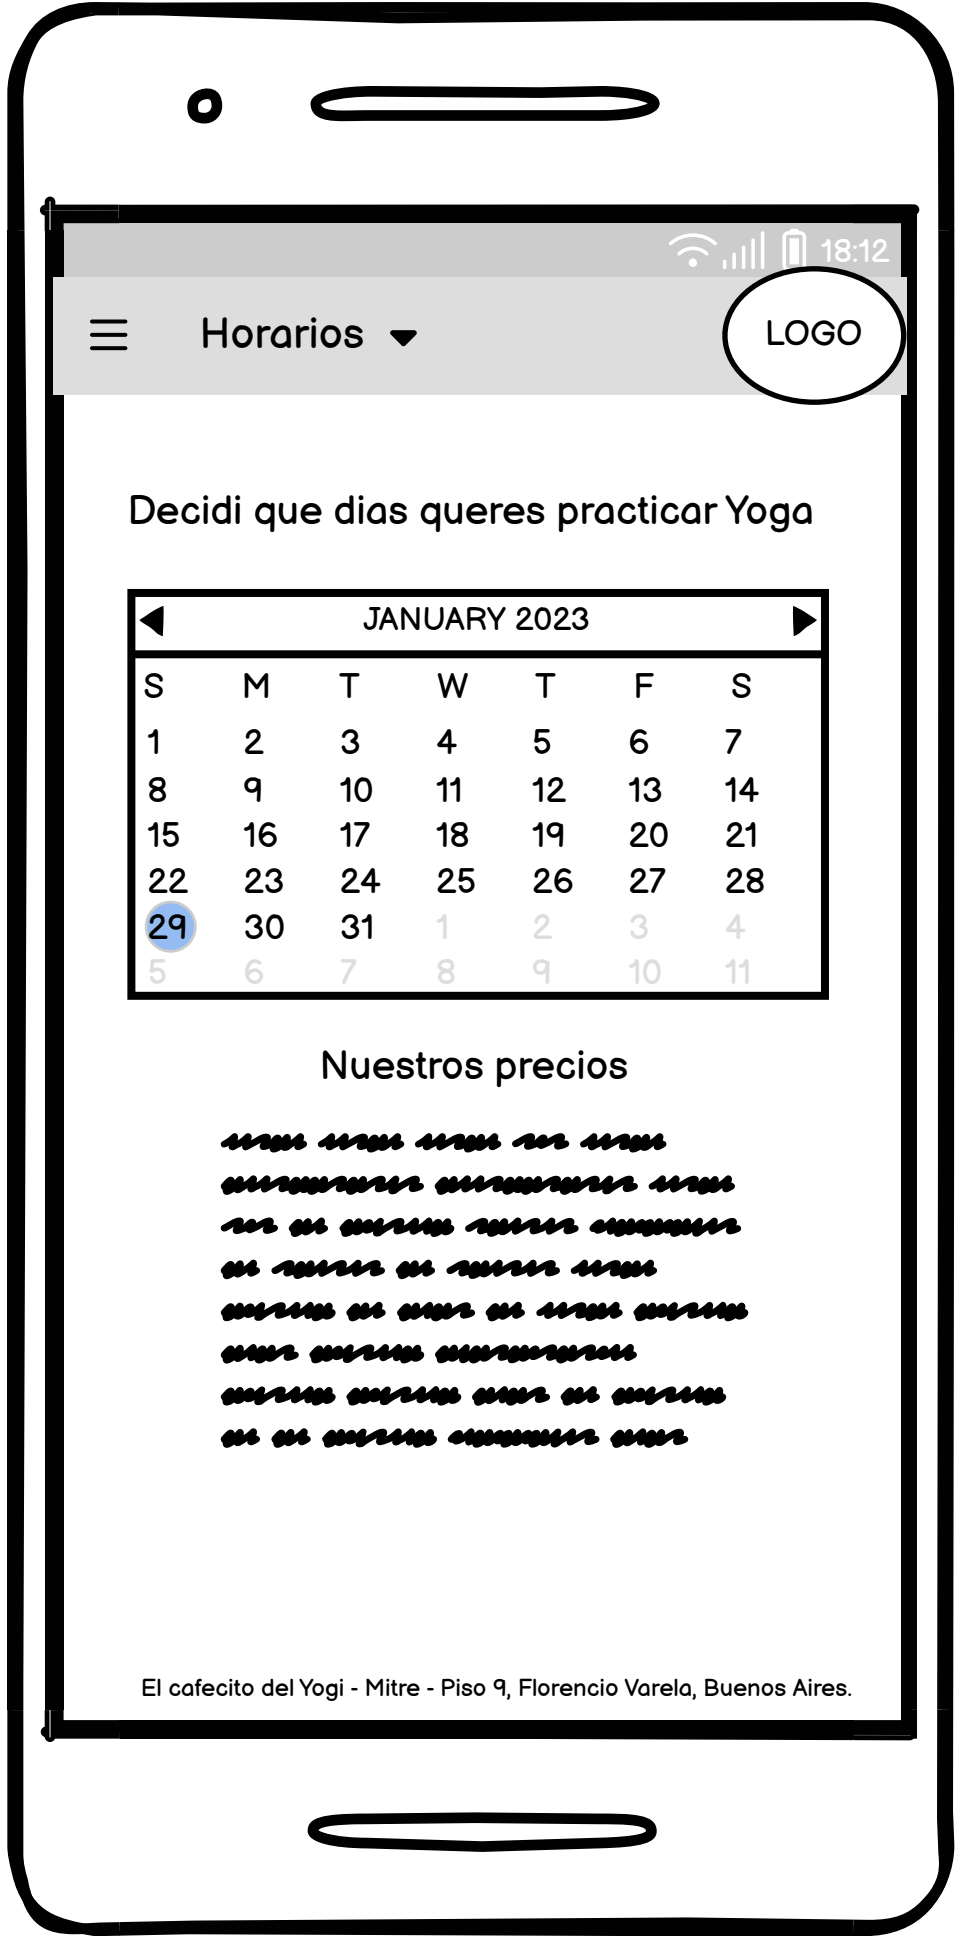 18:12
Horarios
LOGO
Decidi que dias queres practicar Yoga
JANUARY 2023
S M T W T F S
1 2 3 4 5 6 7
8 9 10 11 12 13 14
15 16 17 18 19 20 21
22 23 24 25 26 27 28
29 30 31 1 2 3 4
5 6 7 8 9 10 11
Nuestros precios
El cafecito del Yogi - Mitre - Piso 9, Florencio Varela, Buenos Aires.